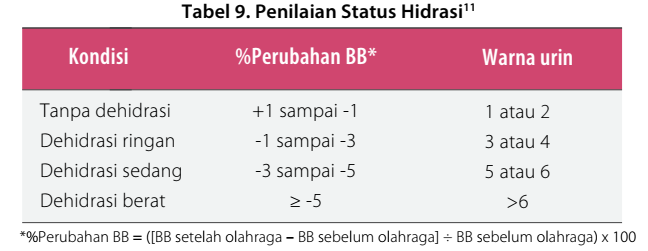 Tabel 9. Penilaian Status Hidrasi¹¹
Kondisi %Perubahan BB* Warna urin
Tanpa dehidrasi +1 sampai -1 1 atau 2
Dehidrasi ringan -1 sampai -3 3 atau 4
Dehidrasi sedang -3 sampai -5 5 atau 6
Dehidrasi berat ≥ -5 >6
*%Perubahan BB = ([BB setelah olahraga – BB sebelum olahraga] ÷ BB sebelum olahraga) x 100